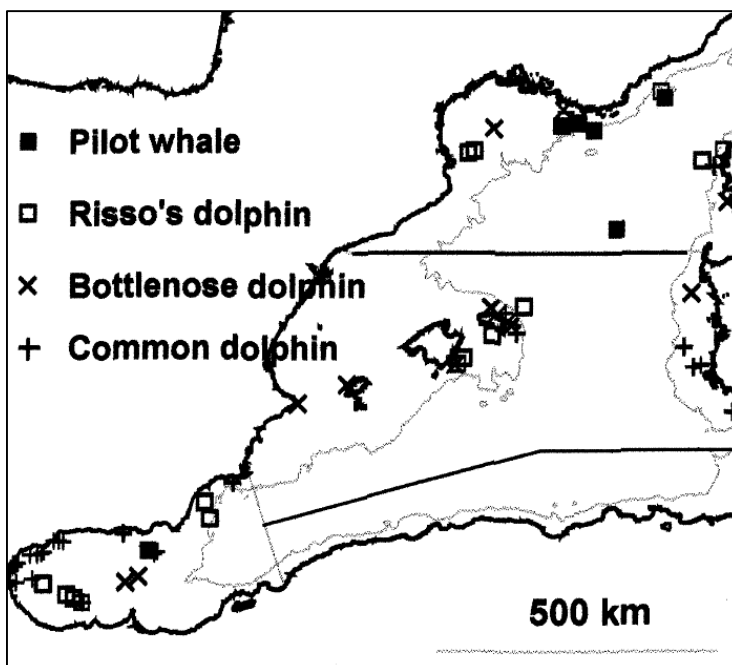 Pilot whale
Risso's dolphin
Bottlenose dolphin
Common dolphin
500 km